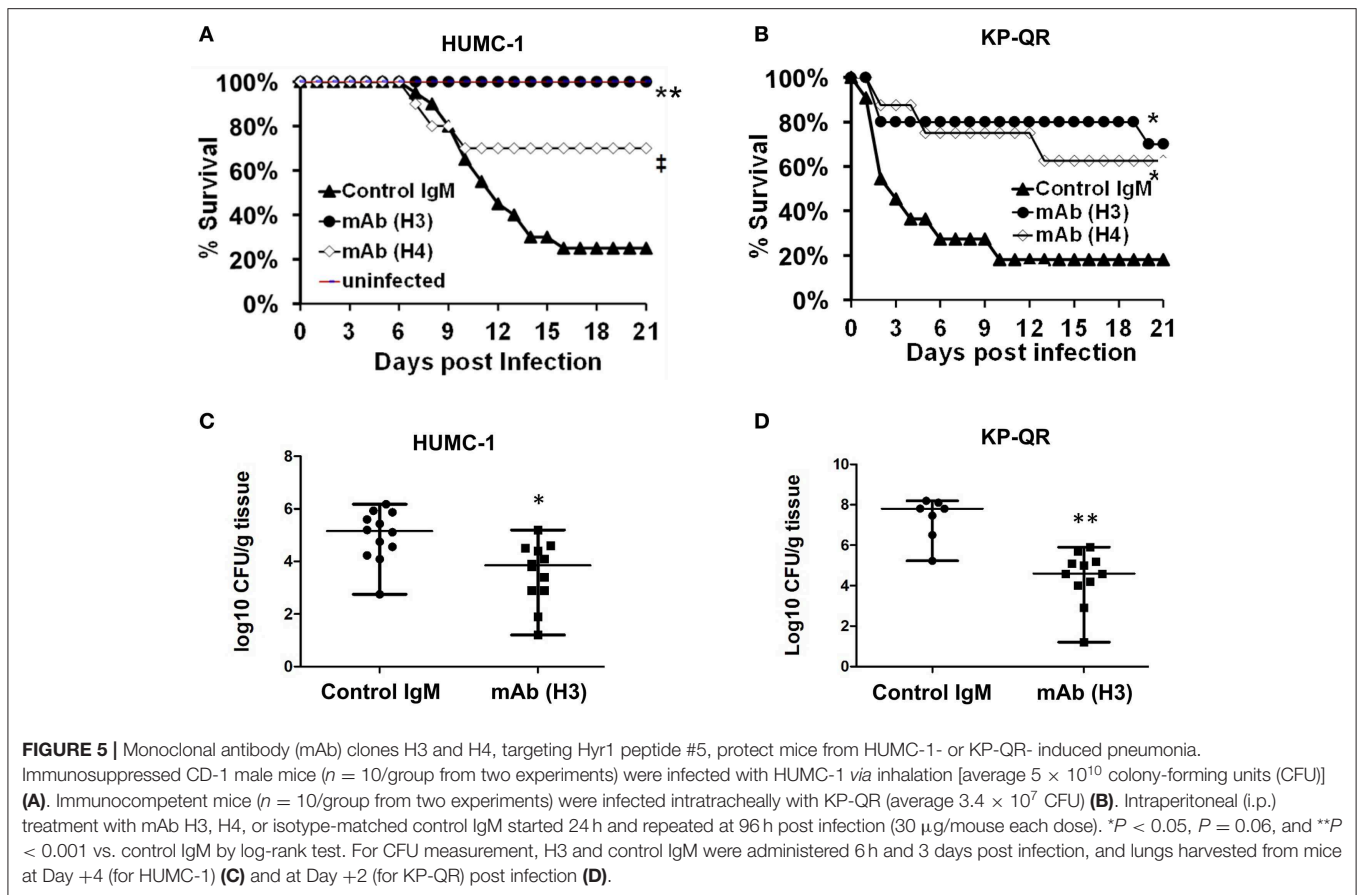 A
HUMC-1
100%
80%
60%
40%
20%
0%
% Survival
**
‡
Control IgM
mAb (H3)
mAb (H4)
uninfected
0 3 6 9 12 15 18 21
Days post Infection
B
KP-QR
100%
80%
60%
40%
20%
0%
% Survival
*
*
Control IgM
mAb (H3)
mAb (H4)
0 3 6 9 12 15 18 21
Days post infection
C
HUMC-1
8
6
4
2
0
log10 CFU/g tissue
*
Control IgM mAb (H3)
D
KP-QR
10
8
6
4
2
0
Log10 CFU/g tissue
**
Control IgM mAb (H3)
FIGURE 5 | Monoclonal antibody (mAb) clones H3 and H4, targeting Hyr1 peptide #5, protect mice from HUMC-1- or KP-QR- induced pneumonia.
Immunosuppressed CD-1 male mice (n = 10/group from two experiments) were infected with HUMC-1 via inhalation [average 5 × 10¹⁰ colony-forming units (CFU)]
(A). Immunocompetent mice (n = 10/group from two experiments) were infected intratracheally with KP-QR (average 3.4 × 10⁷ CFU) (B). Intraperitoneal (i.p.)
treatment with mAb H3, H4, or isotype-matched control IgM started 24 h and repeated at 96 h post infection (30 μg/mouse each dose). *P < 0.05, P = 0.06, and **P
< 0.001 vs. control IgM by log-rank test. For CFU measurement, H3 and control IgM were administered 6 h and 3 days post infection, and lungs harvested from mice
at Day +4 (for HUMC-1) (C) and at Day +2 (for KP-QR) post infection (D).